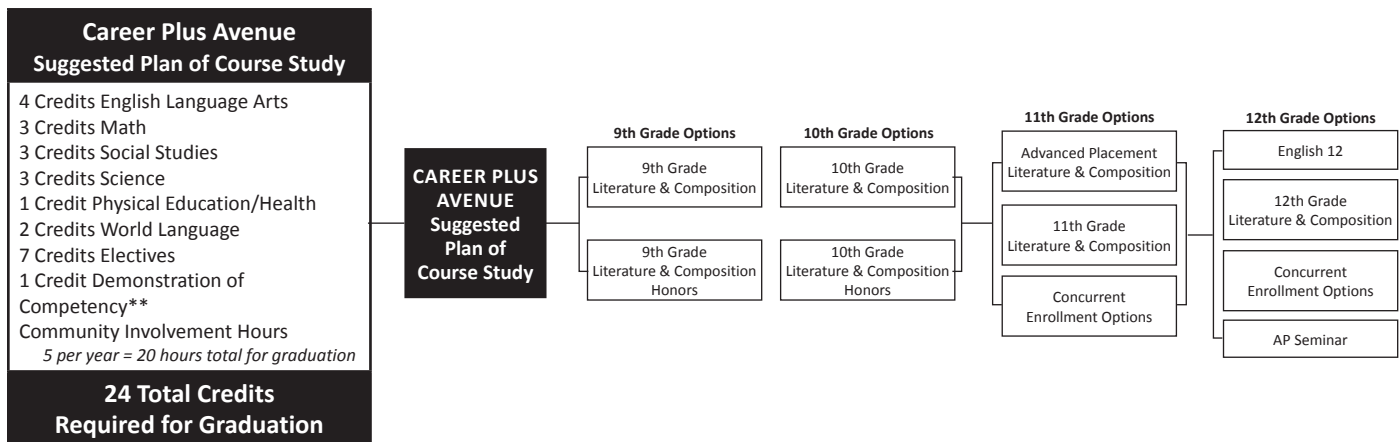 Career Plus Avenue
Suggested Plan of Course Study
4 Credits English Language Arts
3 Credits Math
3 Credits Social Studies
3 Credits Science
1 Credit Physical Education/Health
2 Credits World Language
7 Credits Electives
1 Credit Demonstration of
Competency**
Community Involvement Hours
5 per year = 20 hours total for graduation
24 Total Credits
Required for Graduation
CAREER PLUS
AVENUE
Suggested
Plan of
Course Study
9th Grade Options
9th Grade
Literature & Composition
9th Grade
Literature & Composition
Honors
10th Grade Options
10th Grade
Literature & Composition
10th Grade
Literature & Composition
Honors
11th Grade Options
Advanced Placement
Literature & Composition
11th Grade
Literature & Composition
Concurrent
Enrollment Options
12th Grade Options
English 12
12th Grade
Literature & Composition
Concurrent
Enrollment Options
AP Seminar